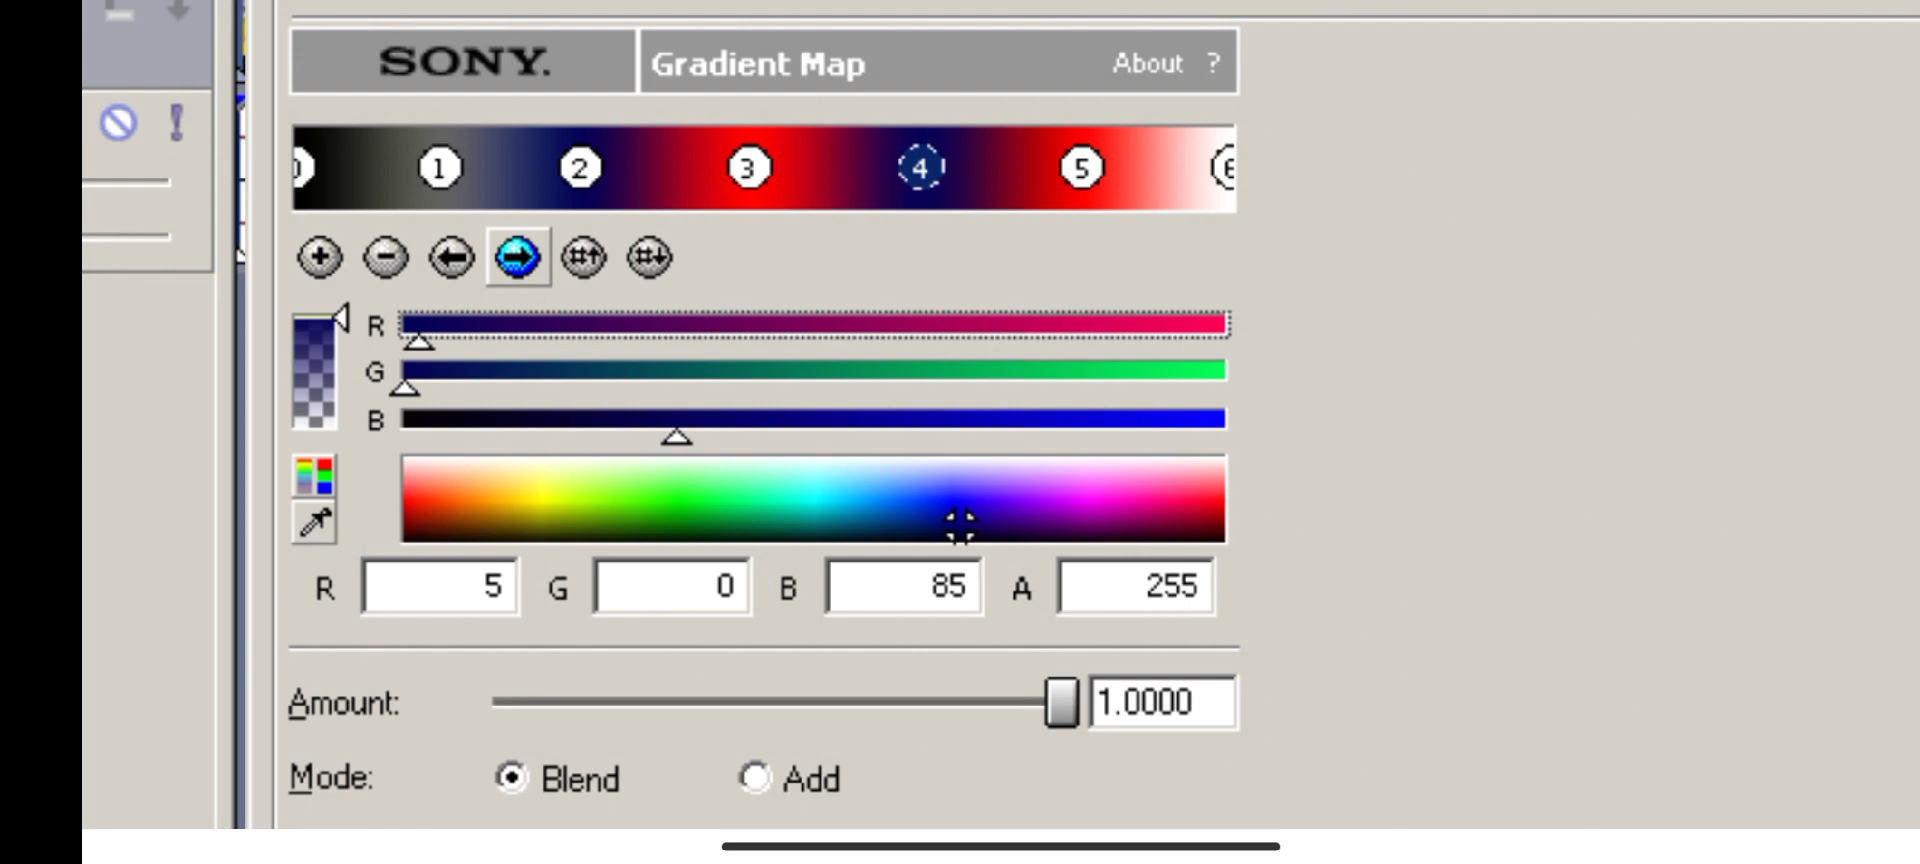 SONY. Gradient Map About ?
1 2 3 4 5 6
R
G
B
R 5 G 0 B 85 A 255
Amount: 1.0000
Mode: Blend Add